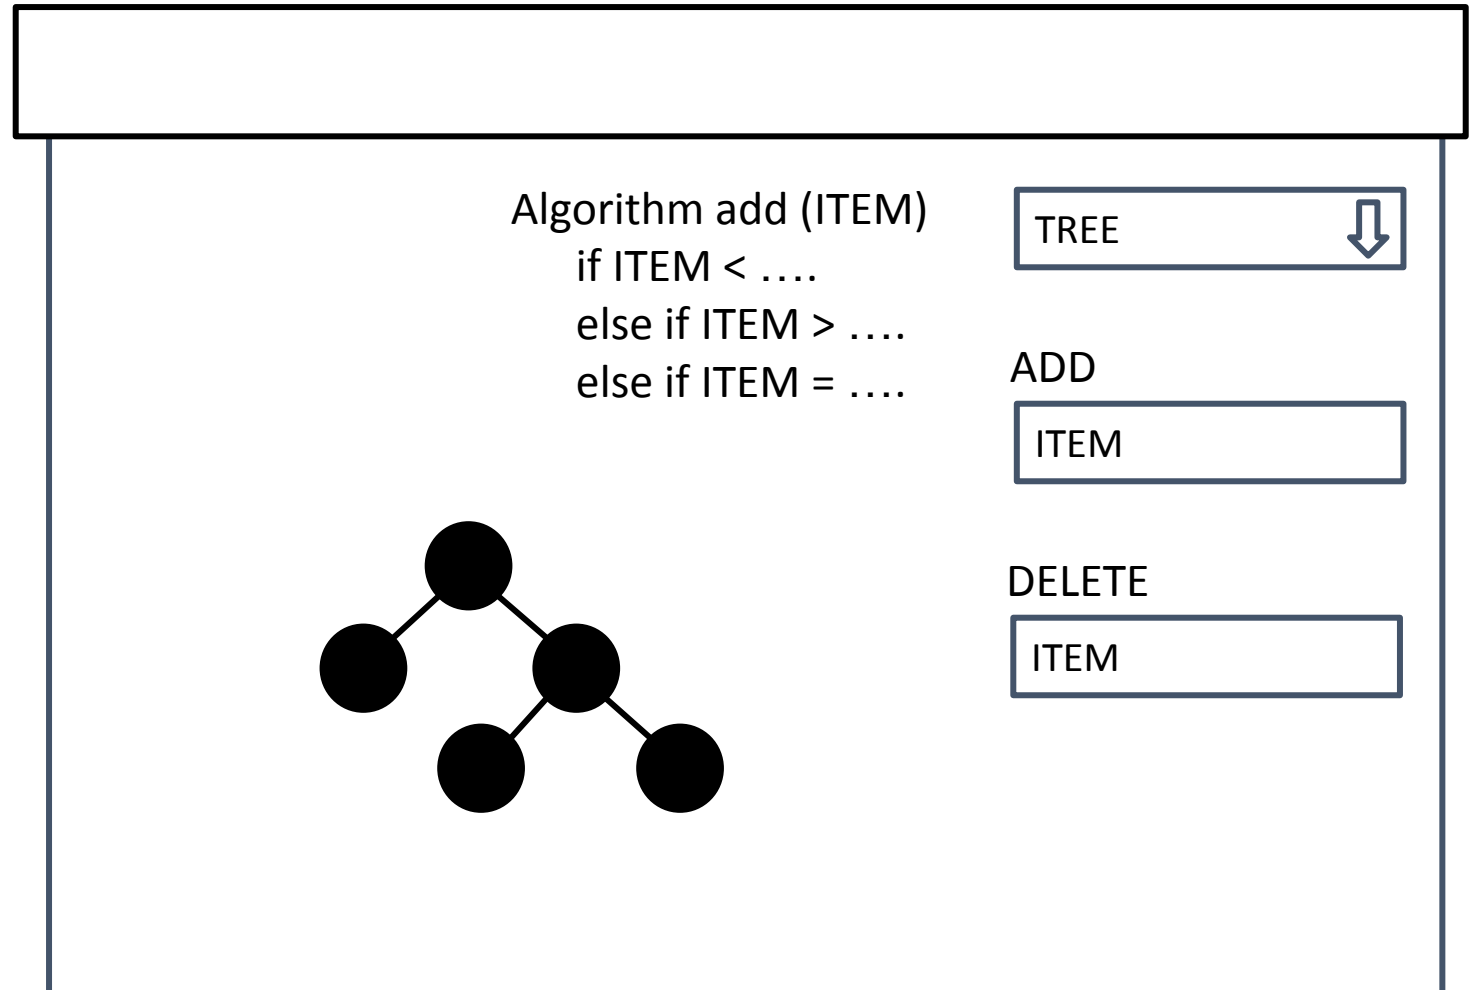 Algorithm add (ITEM)
if ITEM < ....
else if ITEM > ....
else if ITEM = ....
TREE
ADD
ITEM
DELETE
ITEM